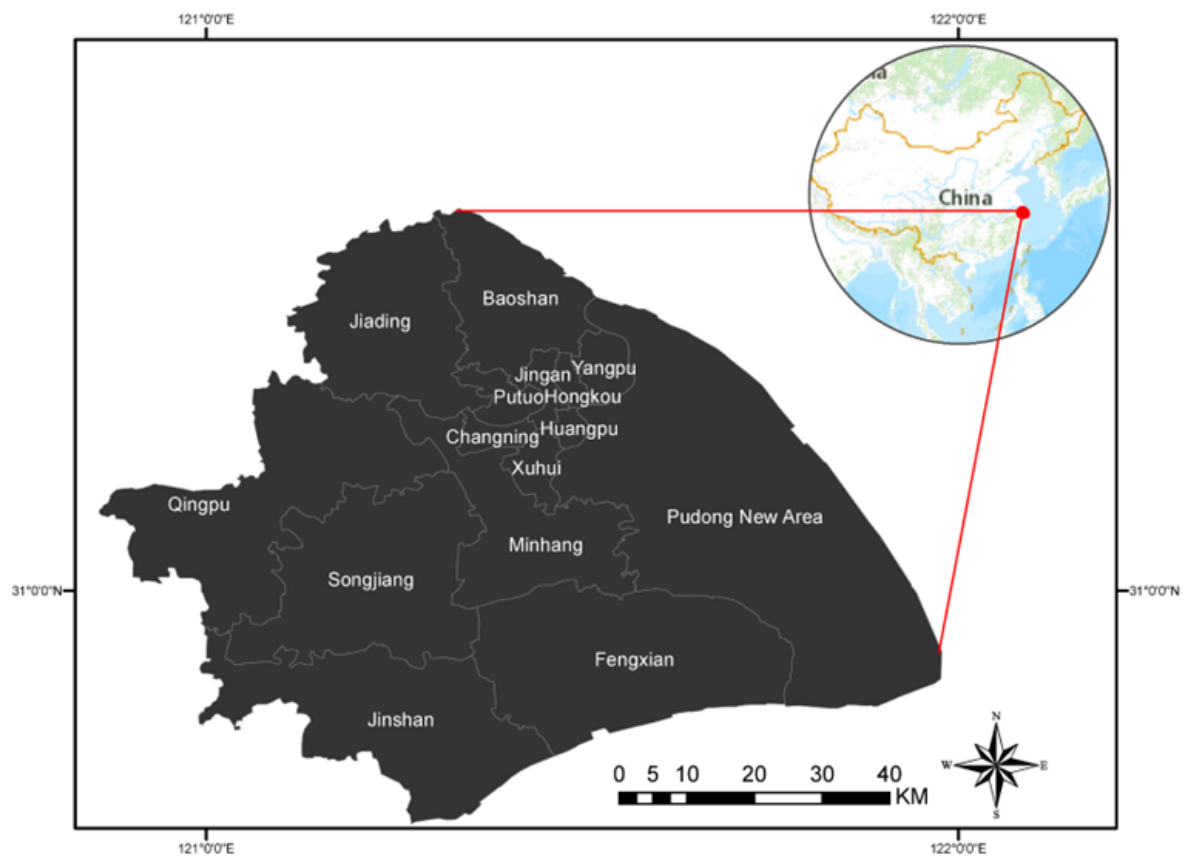 121°0'0"E
122°0'0"E
China
Baoshan
Jiading
Yangpu
Jingan
PutuoHongkou
Huangpu
Changning
Xuhui
Qingpu
Pudong New Area
Minhang
Songjiang
31°0'0"N
31°0'0"N
Fengxian
Jinshan
N
W
E
S
0 5 10 20 30 40
KM
121°0'0"E
122°0'0"E